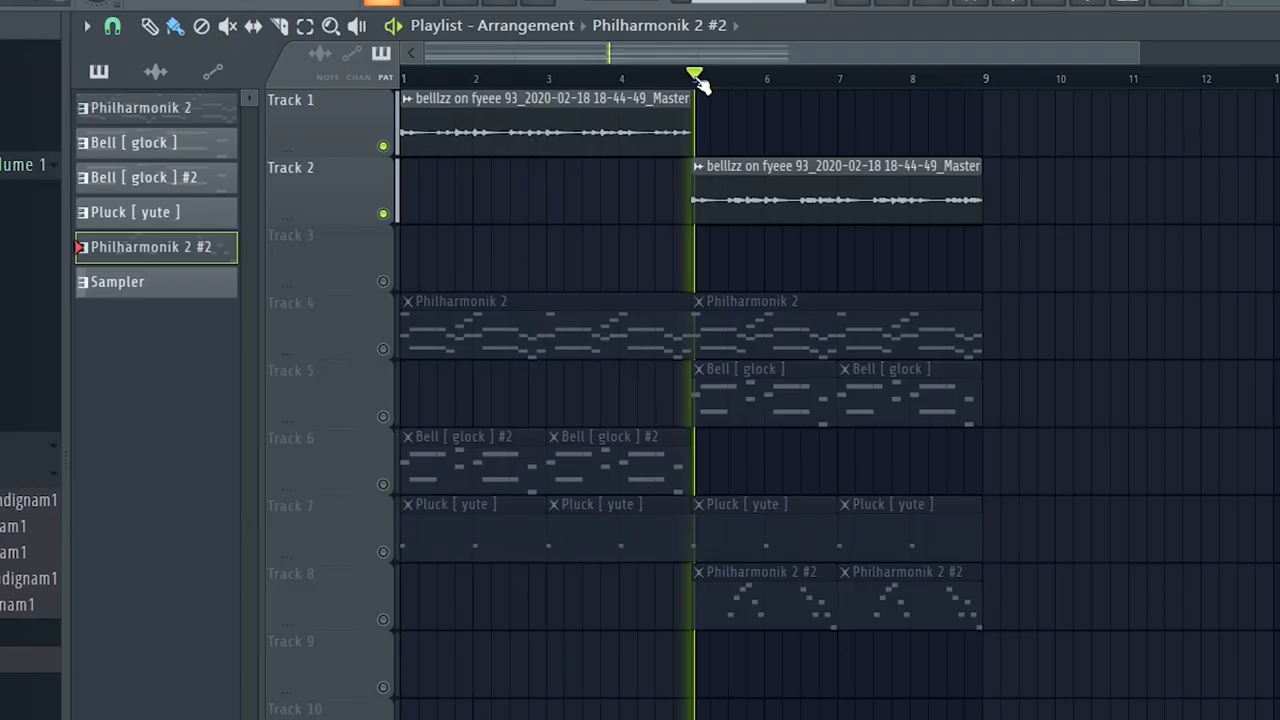 Playlist - Arrangement › Philharmonik 2 #2 ›
NOTE CHAN PAT
1 2 3 4 5 6 7 8 9 10 11 12
Philharmonik 2
Bell [ glock ]
Bell [ glock ] #2
Pluck [ yute ]
Philharmonik 2 #2
Sampler
lume 1
ndignam1
am1
am1
ndignam1
nam1
Track 1
belllzz on fyeee 93_2020-02-18 18-44-49_Master
Track 2
belllzz on fyeee 93_2020-02-18 18-44-49_Master
Track 3
Track 4
Philharmonik 2 Philharmonik 2
Track 5
Bell [ glock ] Bell [ glock ]
Track 6
Bell [ glock ] #2 Bell [ glock ] #2
Track 7
Pluck [ yute ] Pluck [ yute ] Pluck [ yute ] Pluck [ yute ]
Track 8
Philharmonik 2 #2 Philharmonik 2 #2
Track 9
Track 10